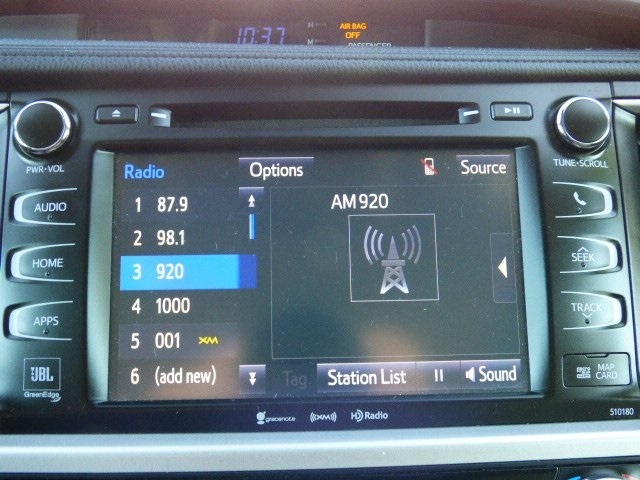 10:37
H
AIR BAG
OFF
M
PASSENGER
PWR•VOL
TUNE•SCROLL
AUDIO
HOME
APPS
SEEK
TRACK
Radio
Options
Source
1 87.9
2 98.1
3 920
4 1000
5 001 XM
6 (add new)
AM 920
Tag
Station List
Sound
JBL
GreenEdge
MAP
CARD
gracenote
(XM)
HD Radio
510180